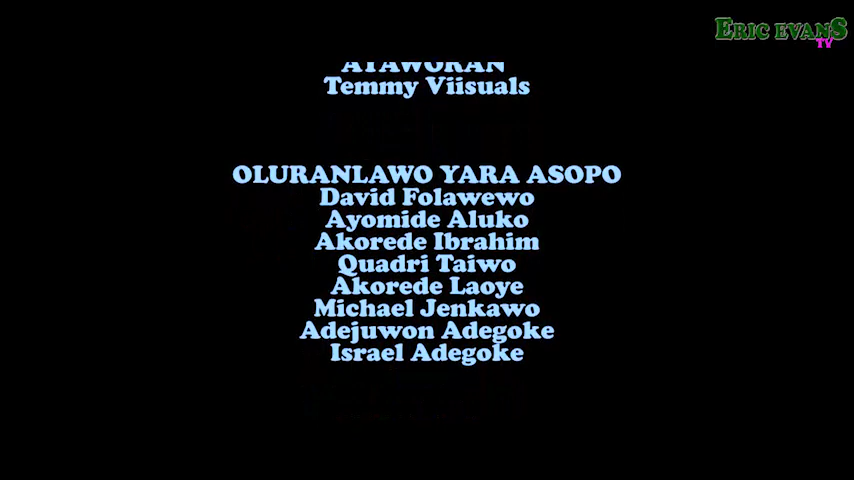 ERIC EVANS
TV
ATAWORAN
Temmy Viisuals
OLURANLAWO YARA ASOPO
David Folawewo
Ayomide Aluko
Akorede Ibrahim
Quadri Taiwo
Akorede Laoye
Michael Jenkawo
Adejuwon Adegoke
Israel Adegoke